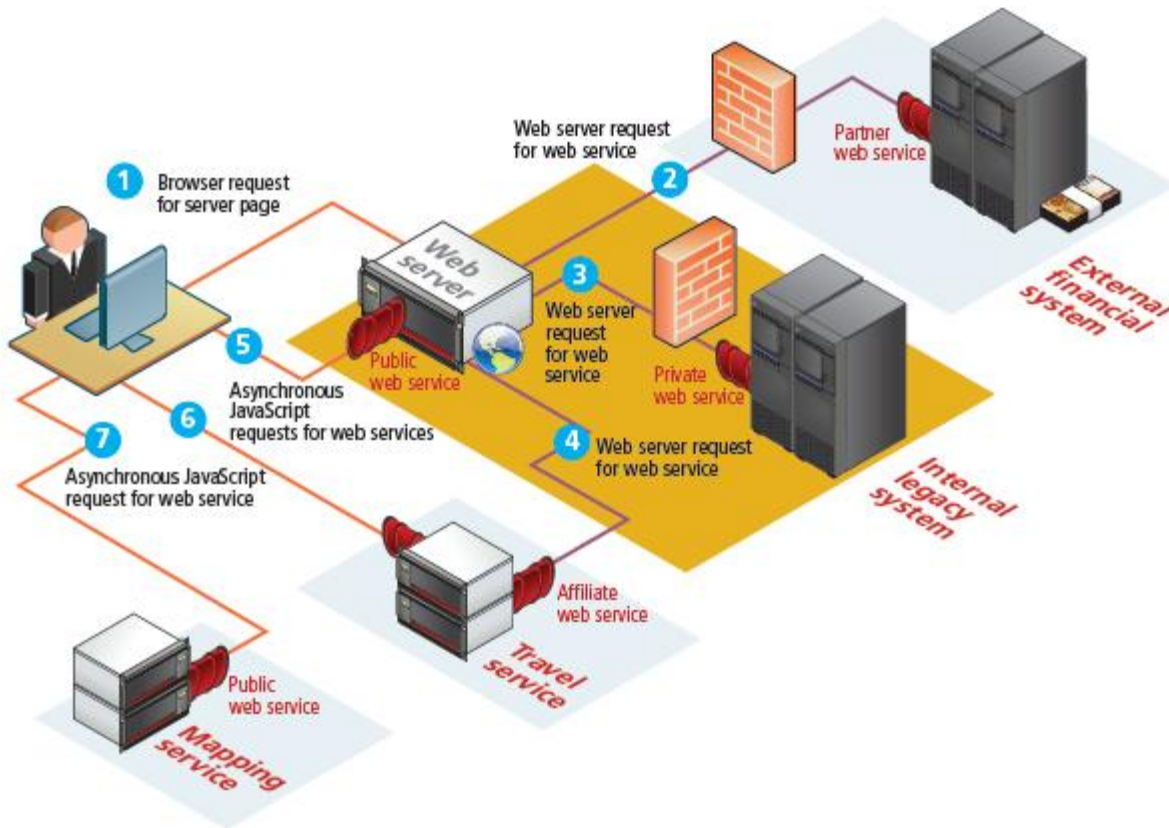 1
Browser request
for server page
Web server request
for web service
2
Partner
web service
External
financial
system
Web
server
3
Web server
request
for web
service
Private
web service
Internal
legacy
system
Public
web service
5
Asynchronous
JavaScript
requests for web services
6
4
Web server request
for web service
7
Asynchronous JavaScript
request for web service
Affiliate
web service
Travel
service
Public
web service
Mapping
service